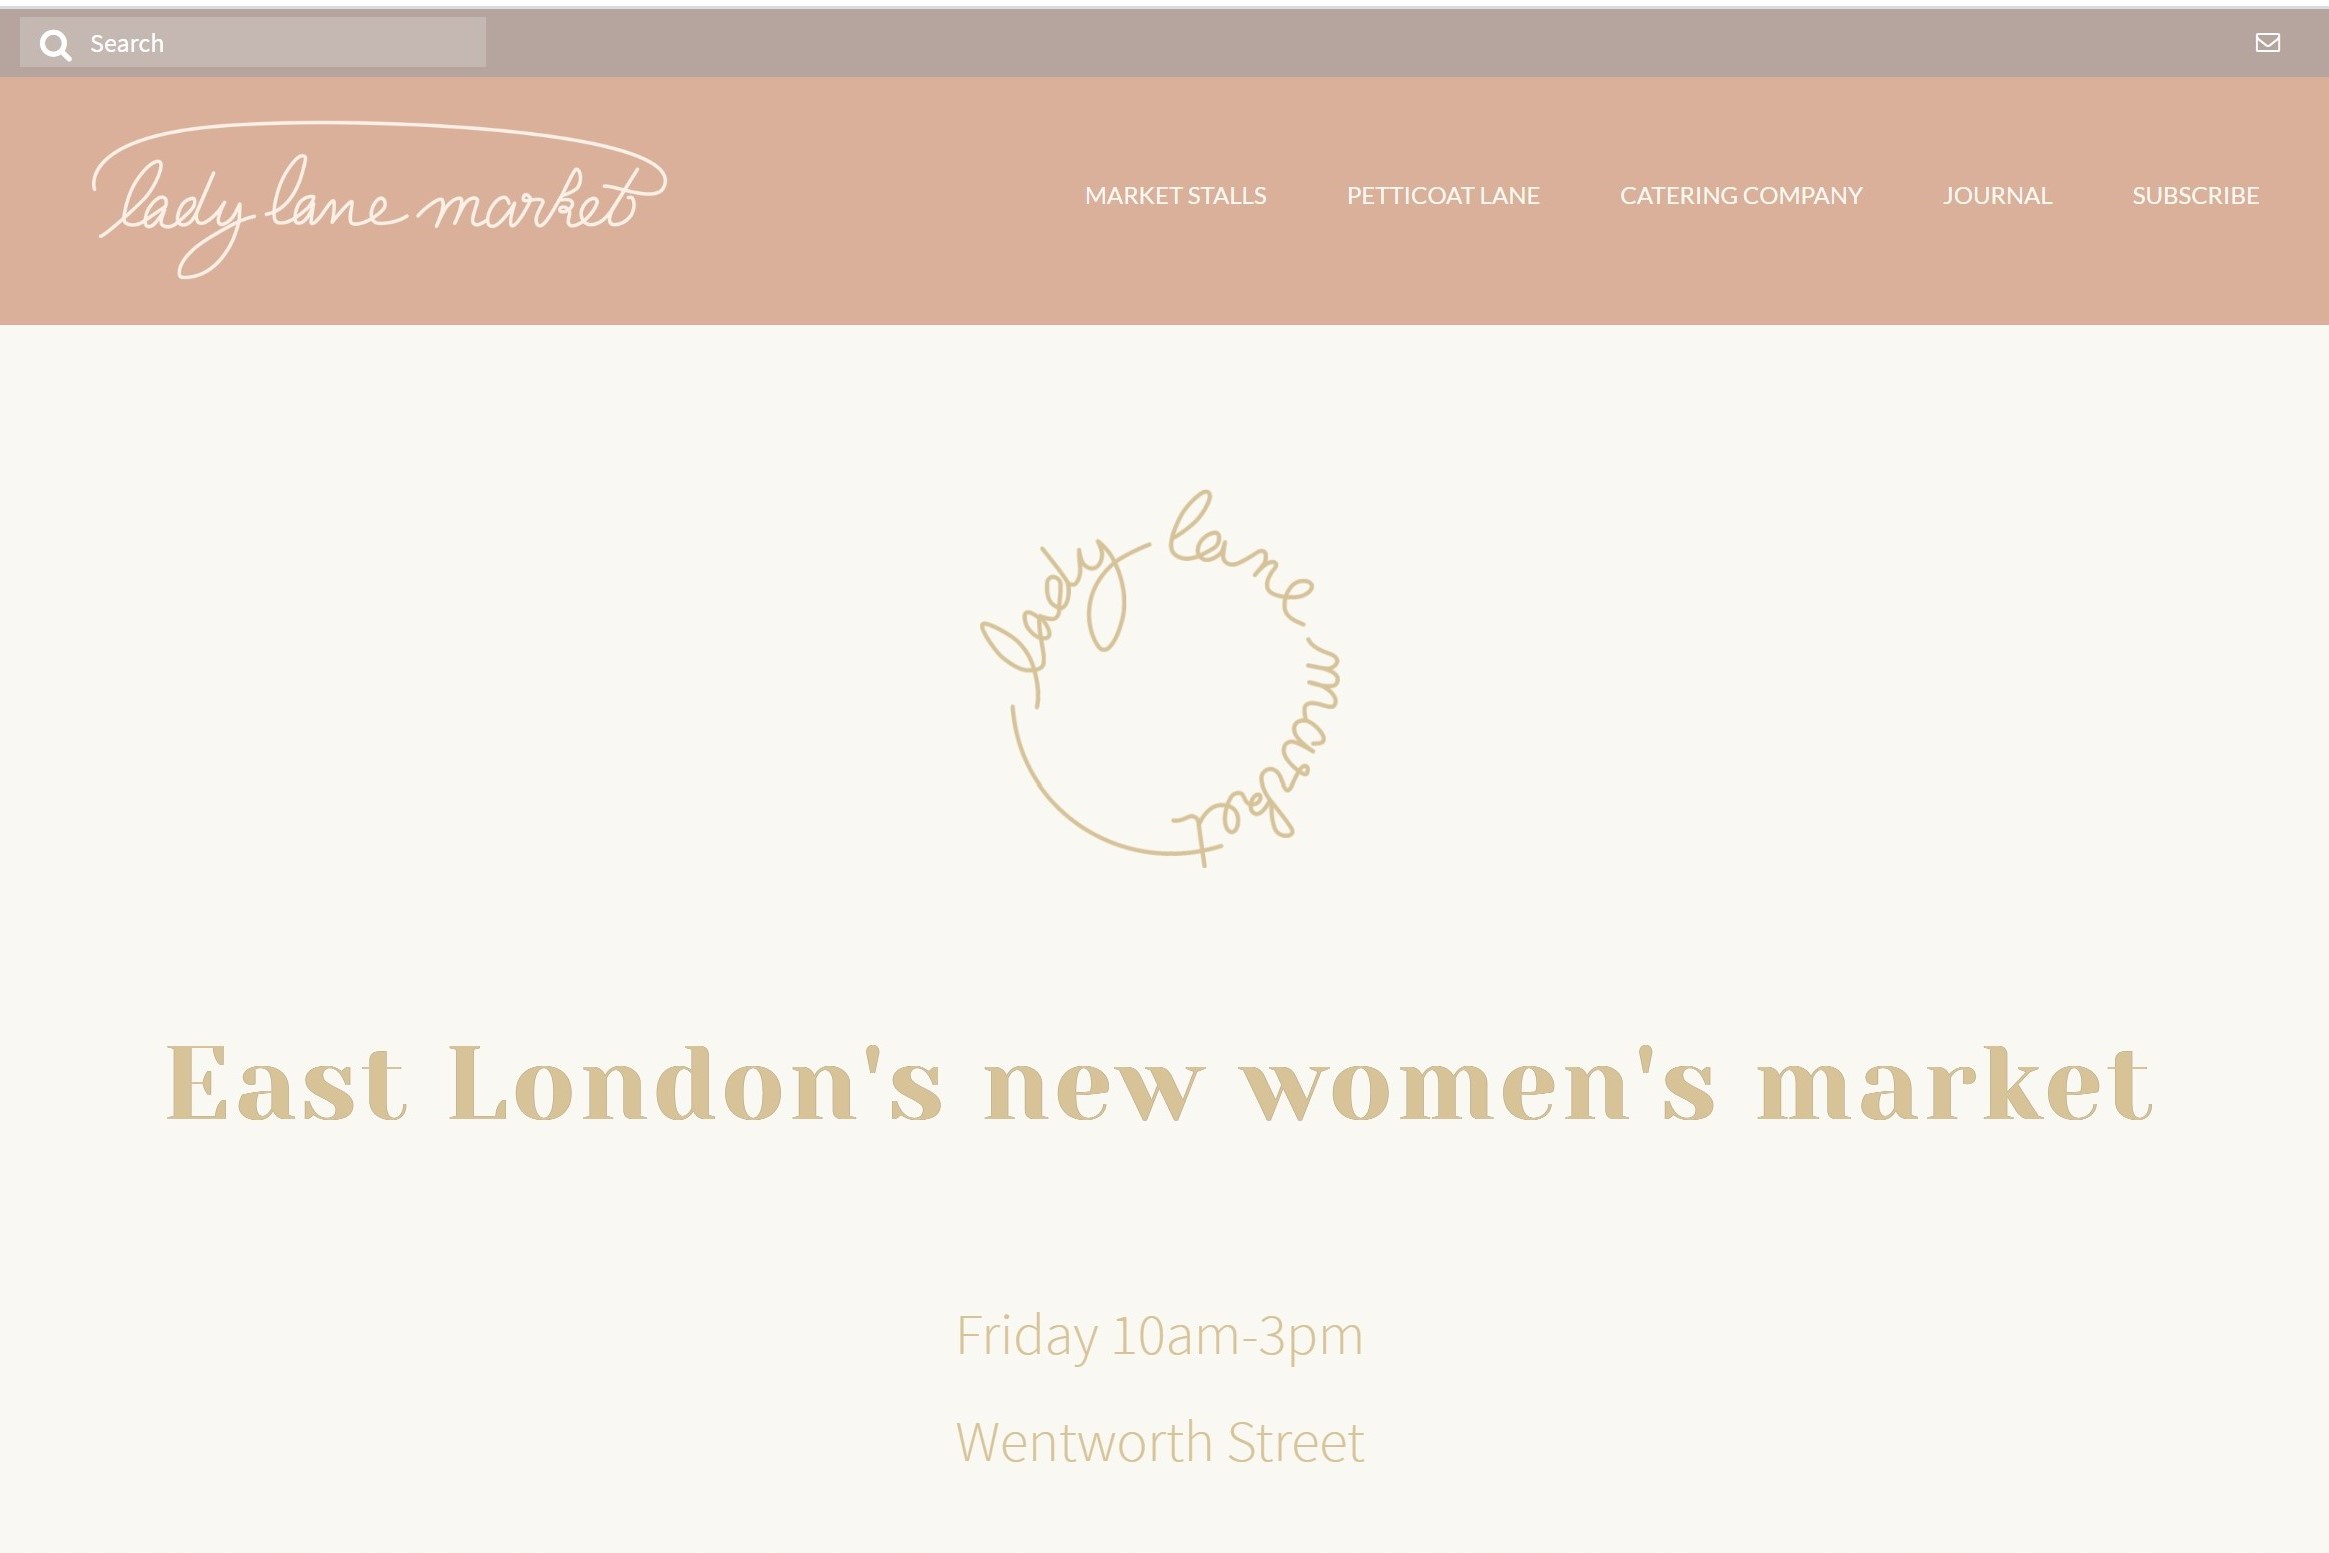 Search
lady lane market
MARKET STALLS PETTICOAT LANE CATERING COMPANY JOURNAL SUBSCRIBE
lady lane market
East London's new women's market
Friday 10am-3pm
Wentworth Street